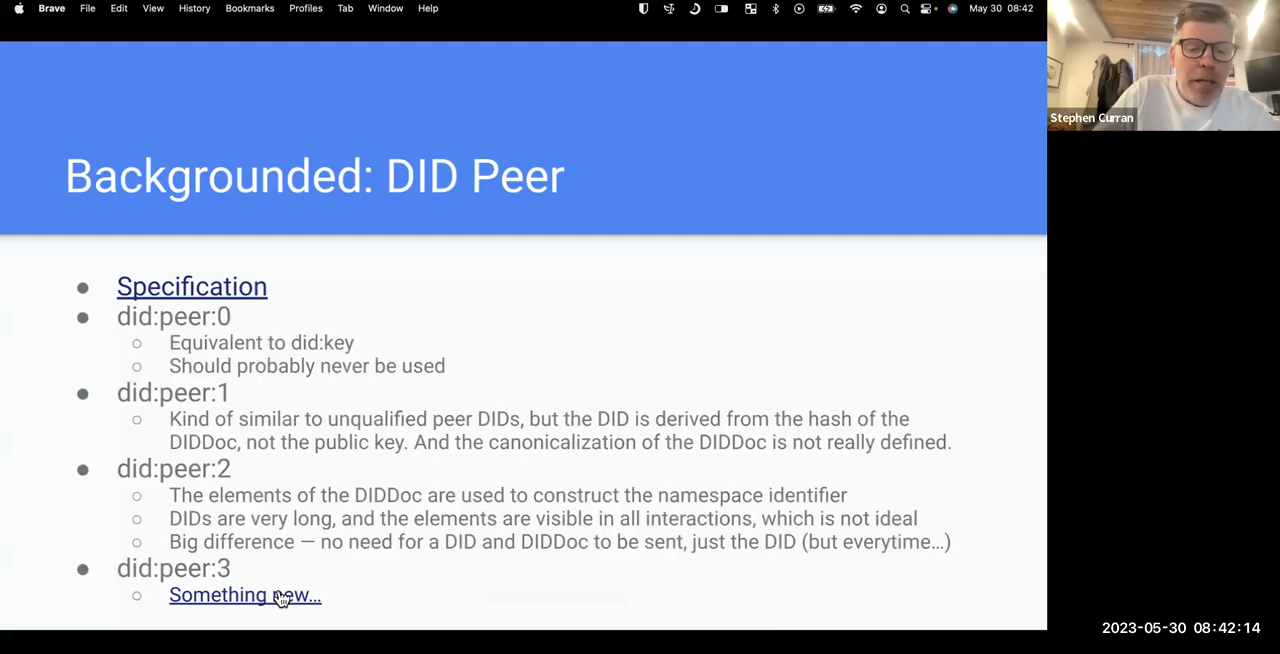 Brave File Edit View History Bookmarks Profiles Tab Window Help May 30 08:42
Stephen Curran
Backgrounded: DID Peer
Specification
did:peer:0
Equivalent to did:key
Should probably never be used
did:peer:1
Kind of similar to unqualified peer DIDs, but the DID is derived from the hash of the
DIDDoc, not the public key. And the canonicalization of the DIDDoc is not really defined.
did:peer:2
The elements of the DIDDoc are used to construct the namespace identifier
DIDs are very long, and the elements are visible in all interactions, which is not ideal
Big difference — no need for a DID and DIDDoc to be sent, just the DID (but everytime…)
did:peer:3
Something new…
2023-05-30 08:42:14